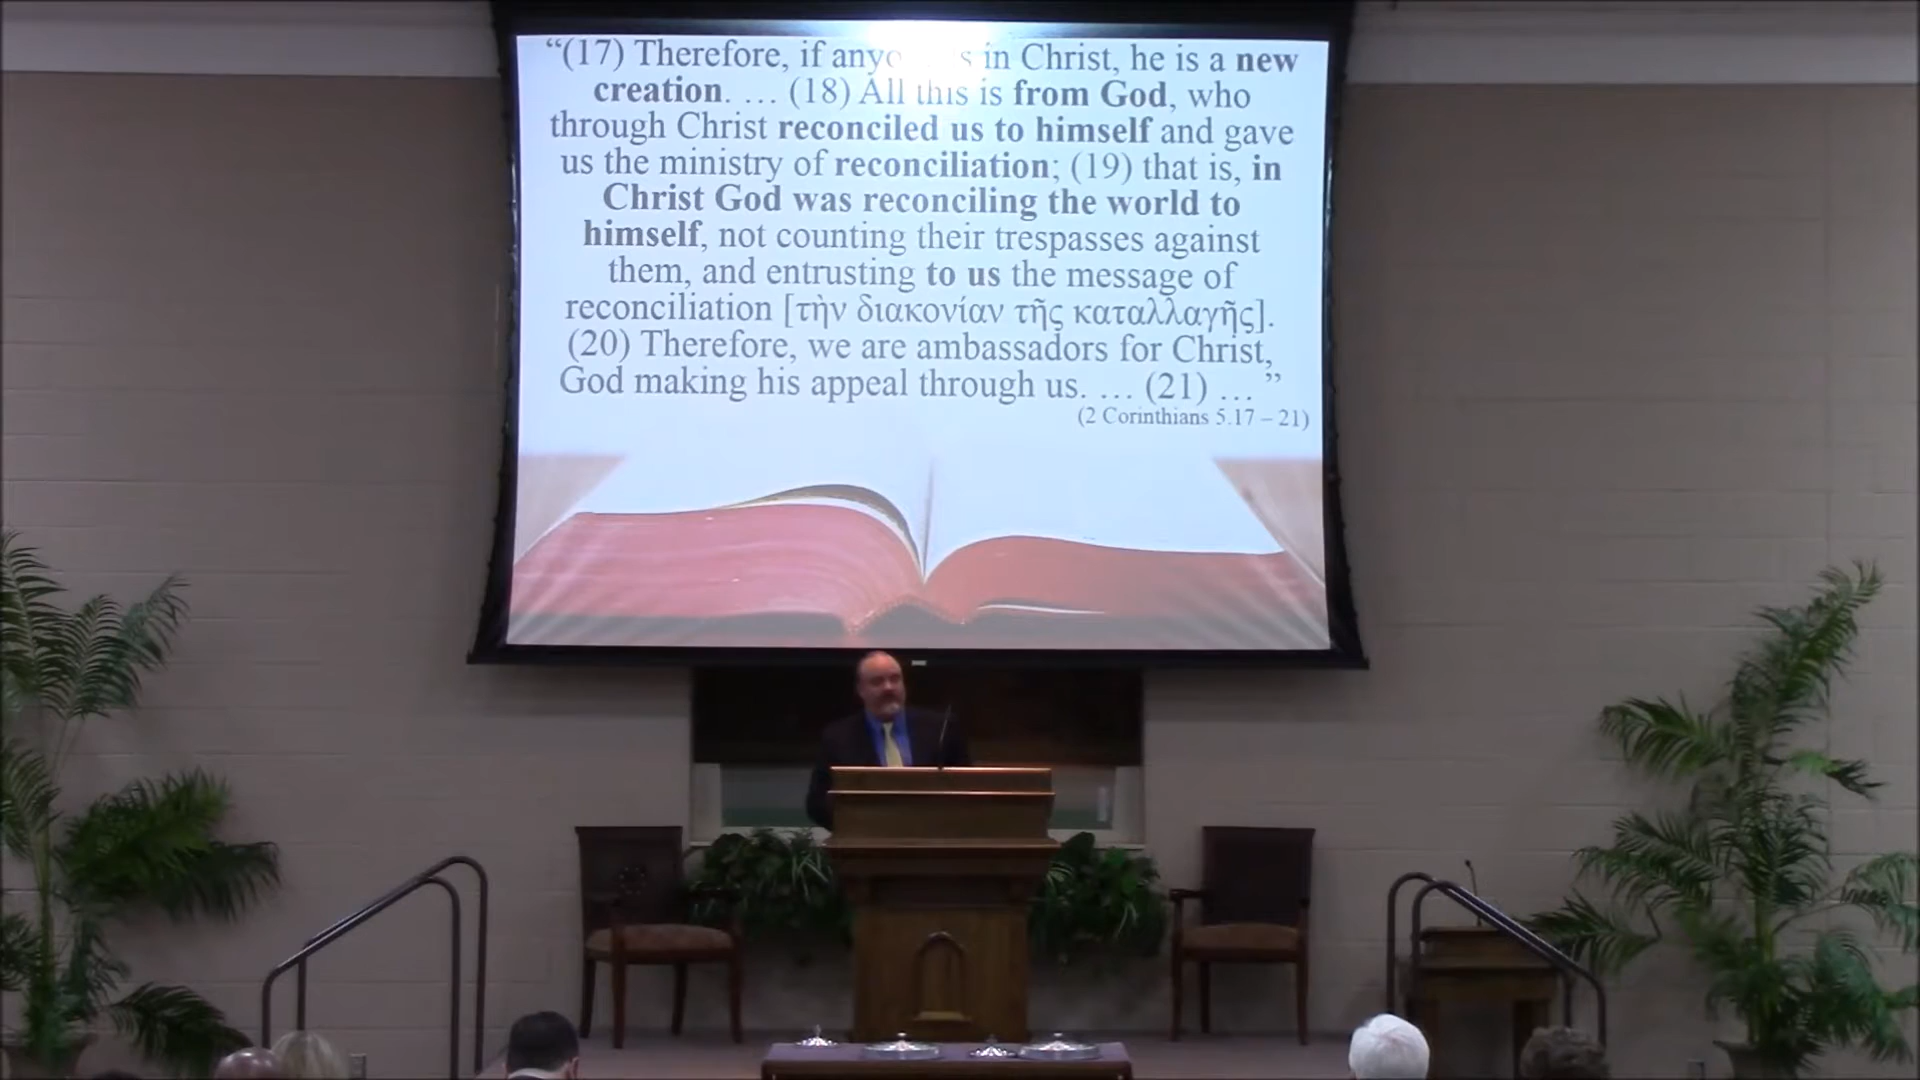 “(17) Therefore, if in Christ, he is a new
creation. … (18) All this is from God, who
through Christ reconciled us to himself and gave
us the ministry of reconciliation; (19) that is, in
Christ God was reconciling the world to
himself, not counting their trespasses against
them, and entrusting to us the message of
reconciliation [τὴν διακονίαν τῆς καταλλαγῆς].
(20) Therefore, we are ambassadors for Christ,
God making his appeal through us. … (21) …”
(2 Corinthians 5.17 – 21)